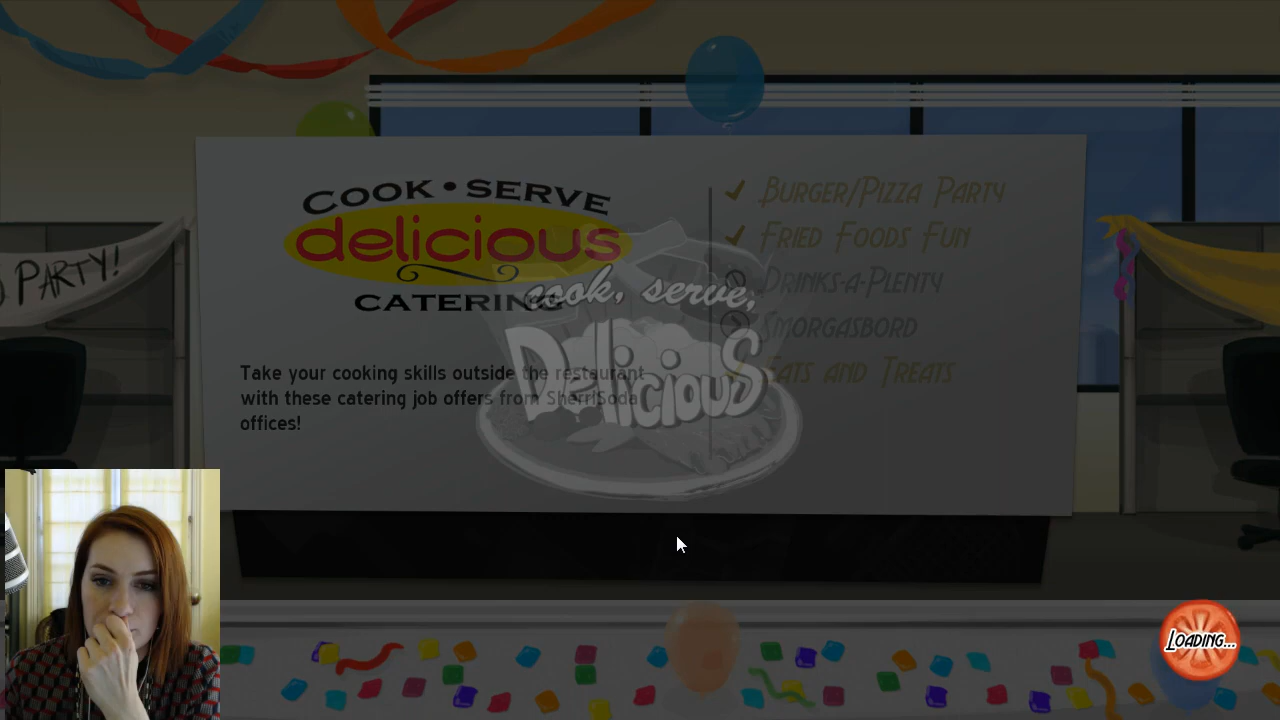 O PARTY!
COOK • SERVE
delicious
CATERING
Take your cooking skills outside the restaurant
with these catering job offers from SherriSoda
offices!
Burger/Pizza Party
Fried Foods Fun
Drinks-a-Plenty
Smorgasbord
Eats and Treats
cook, serve,
Delicious
Loading...